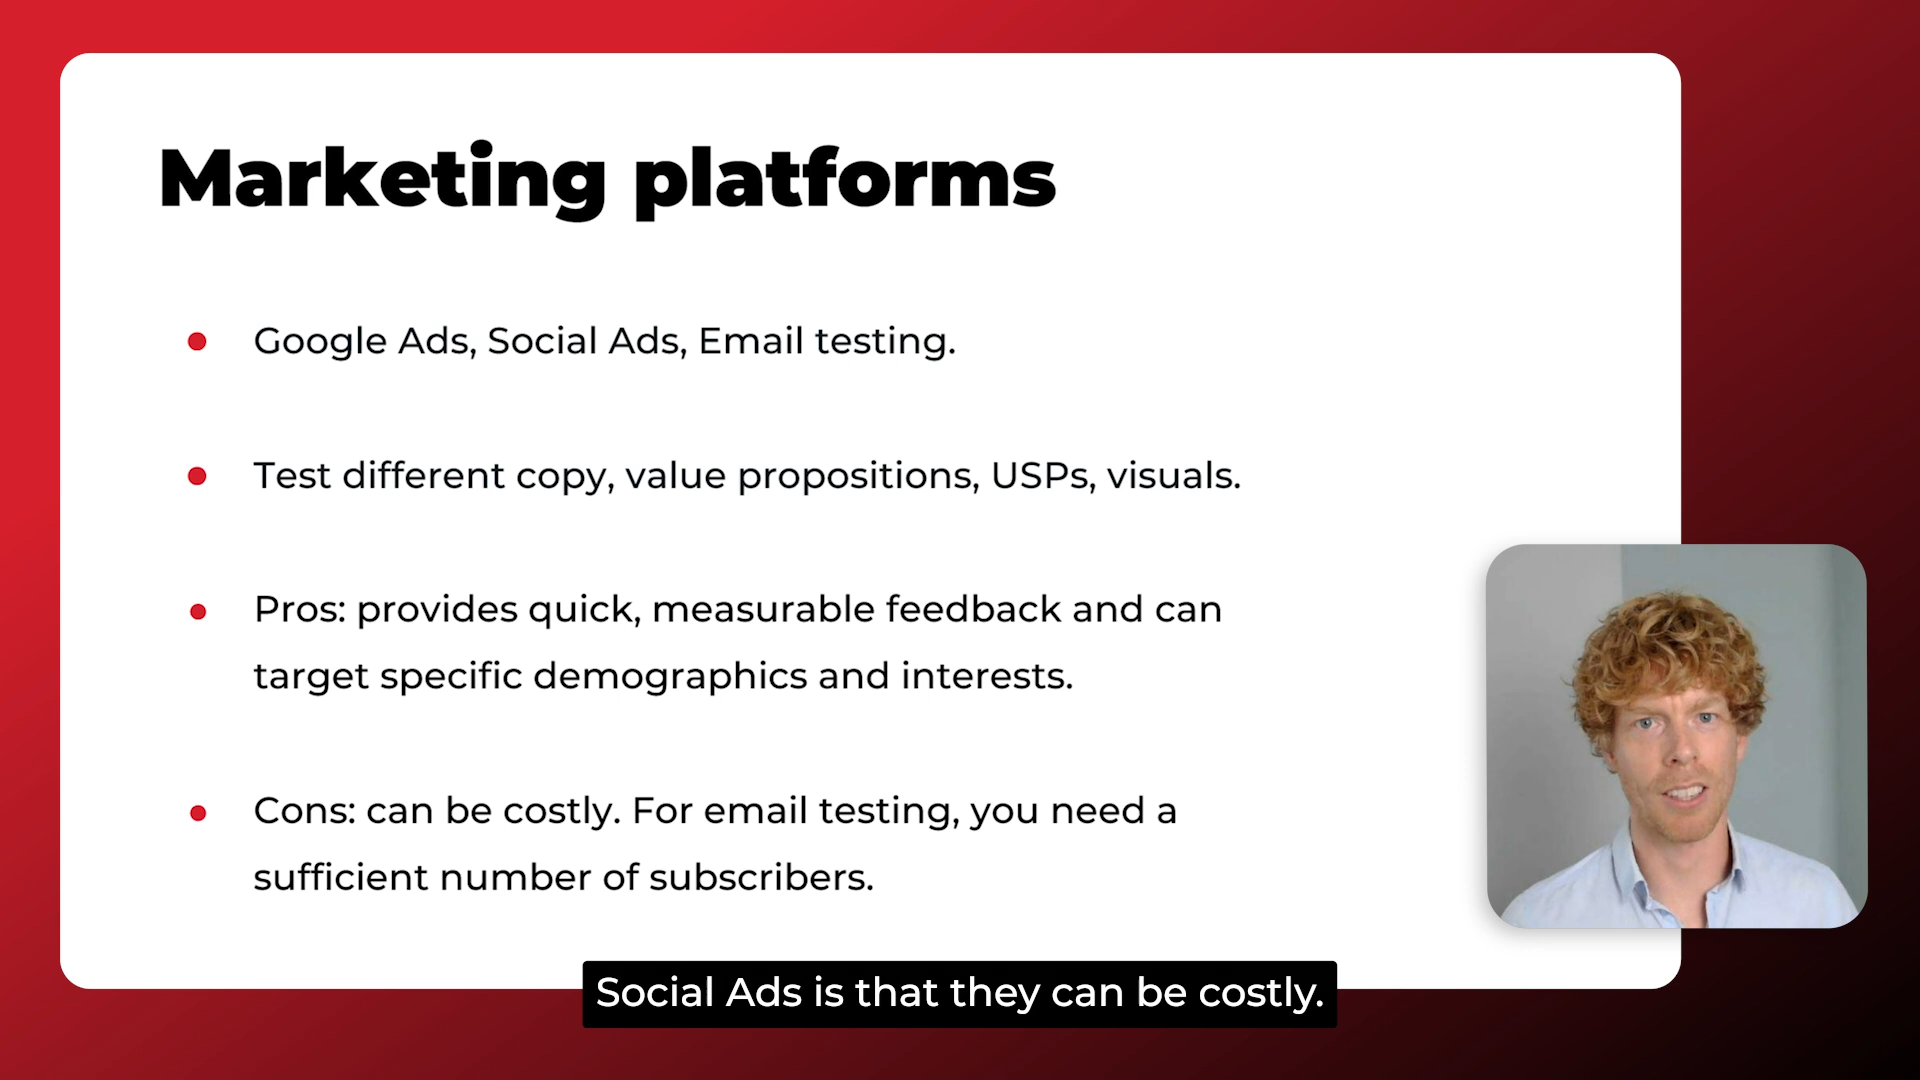 Marketing platforms
Google Ads, Social Ads, Email testing.
Test different copy, value propositions, USPs, visuals.
Pros: provides quick, measurable feedback and can
target specific demographics and interests.
Cons: can be costly. For email testing, you need a
sufficient number of subscribers.
Social Ads is that they can be costly.